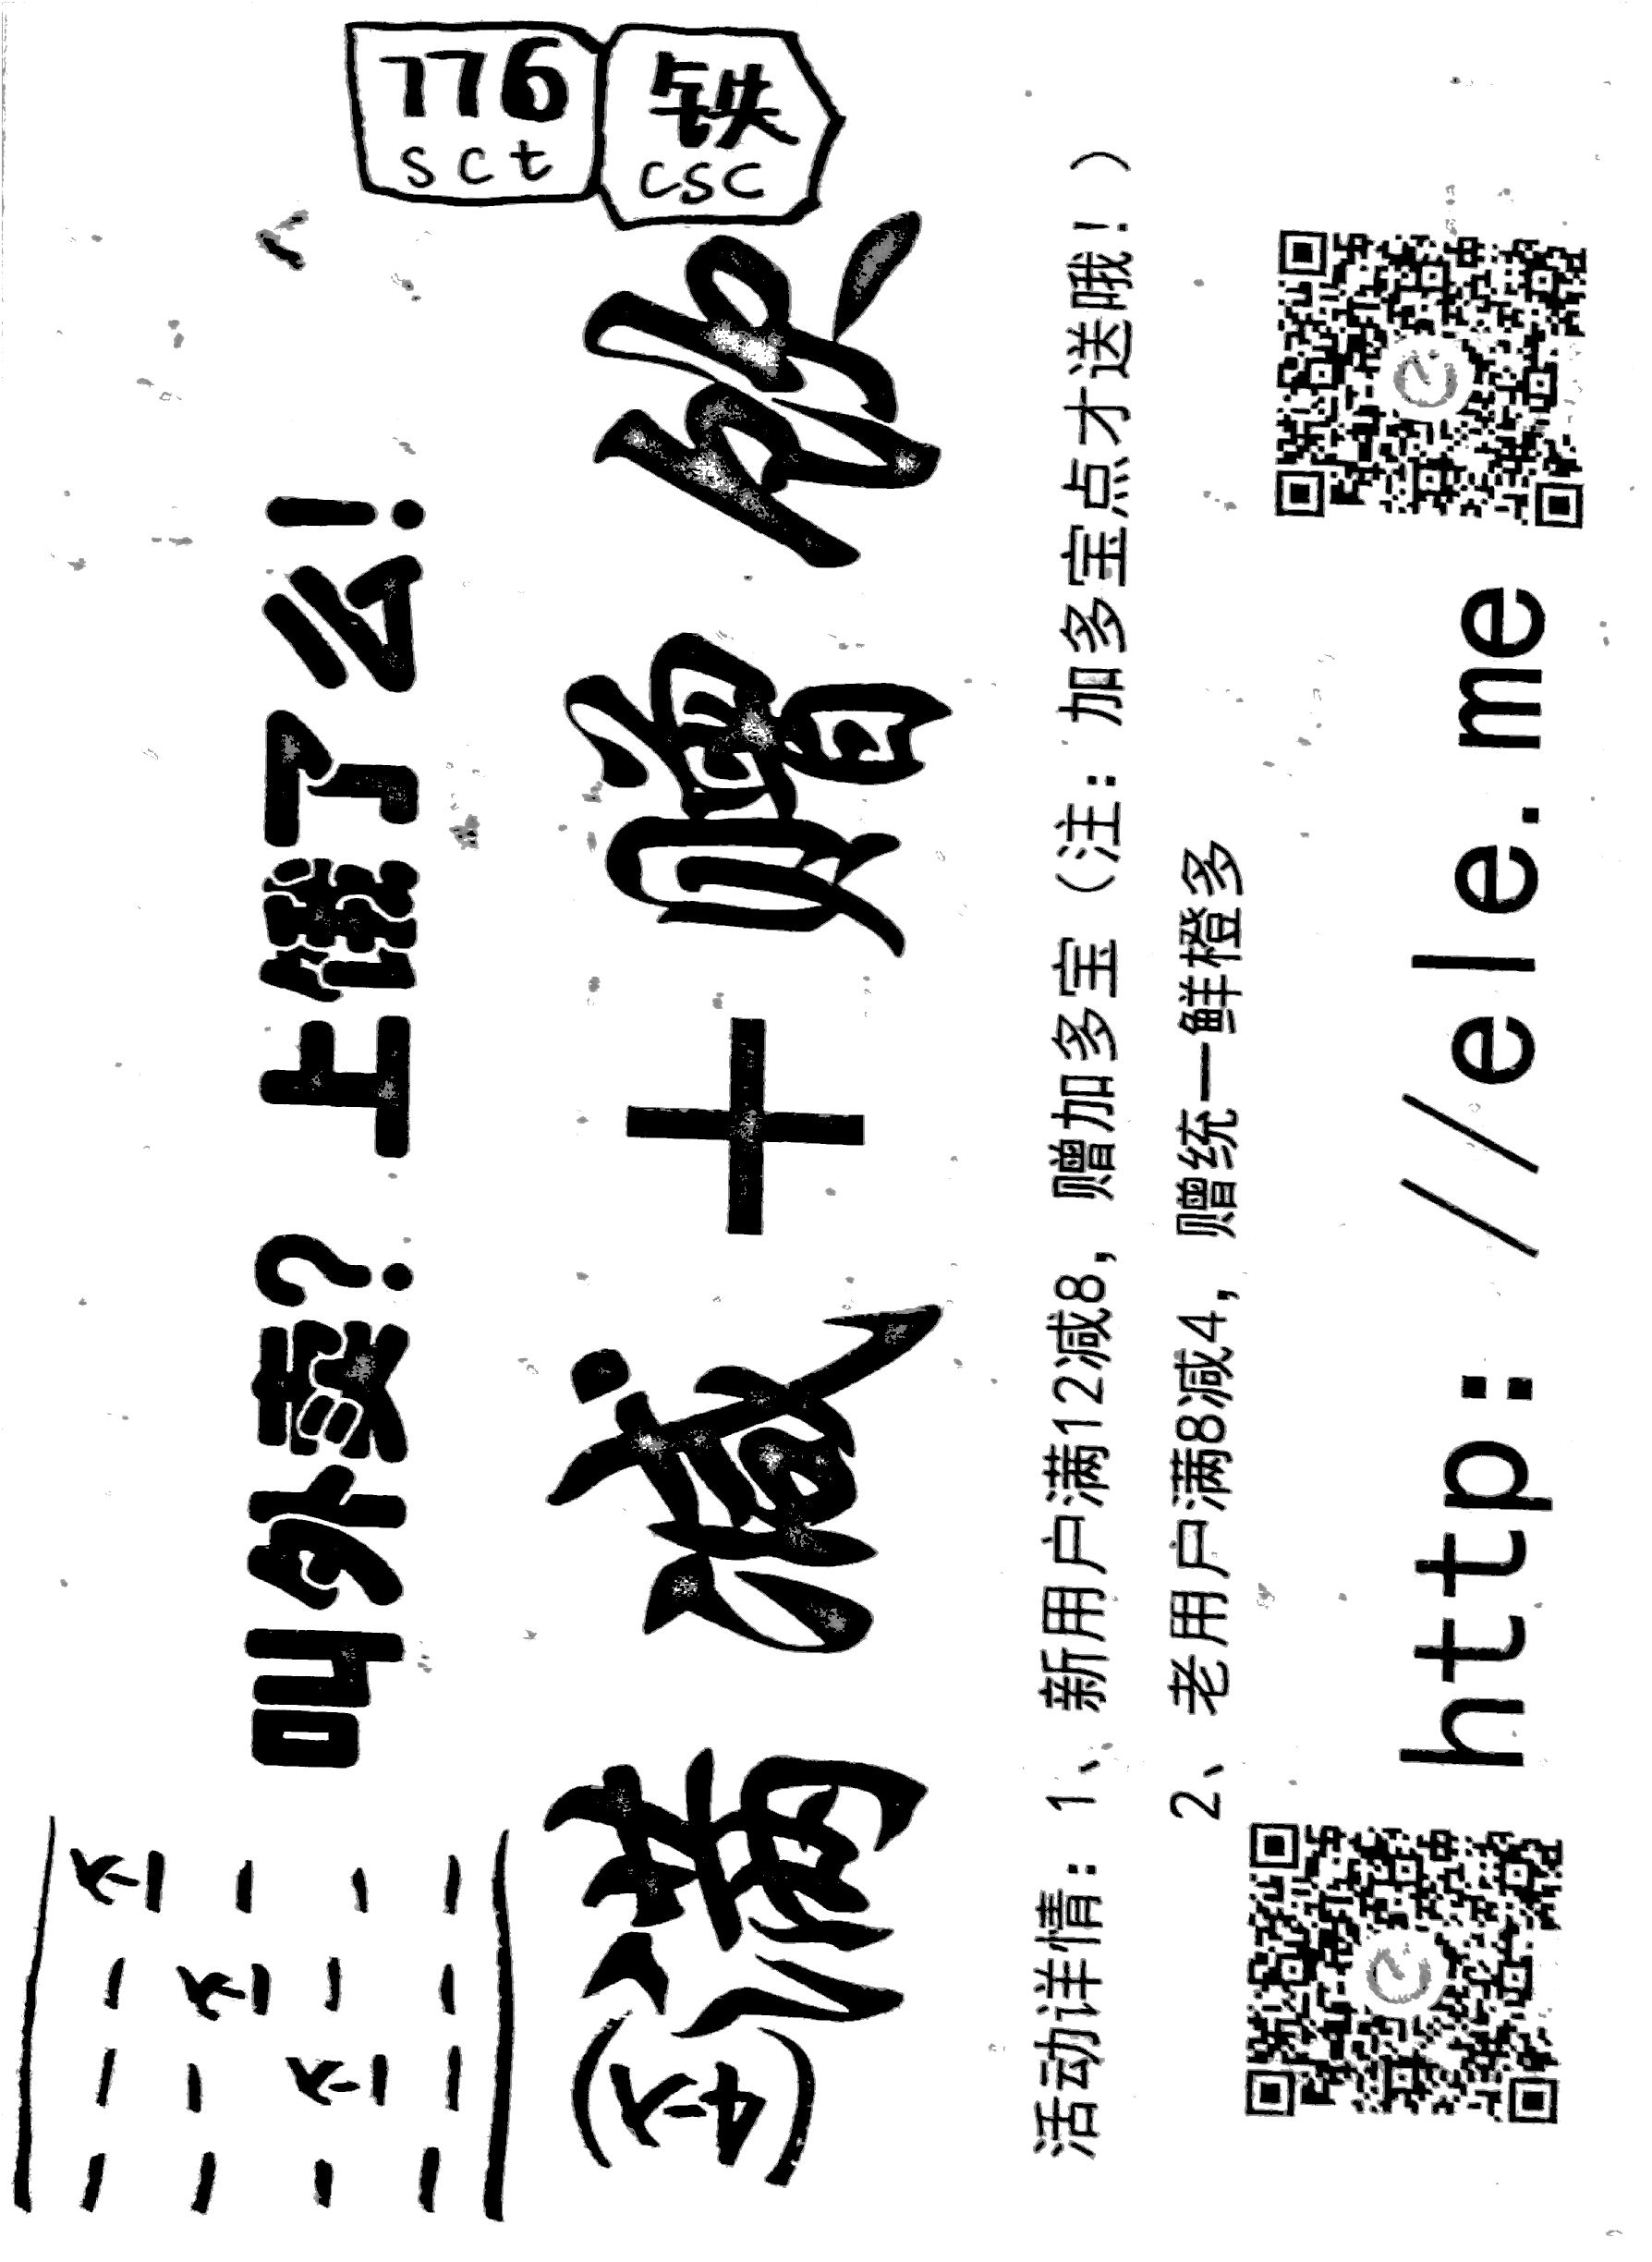 776 铁
sct csc
叫外卖？上饿了么！
满减+赠饮
活动详情：1、新用户满12减8，赠加多宝（注：加多宝点才送哦！）
2、老用户满8减4，赠统一鲜橙多
http://ele.me